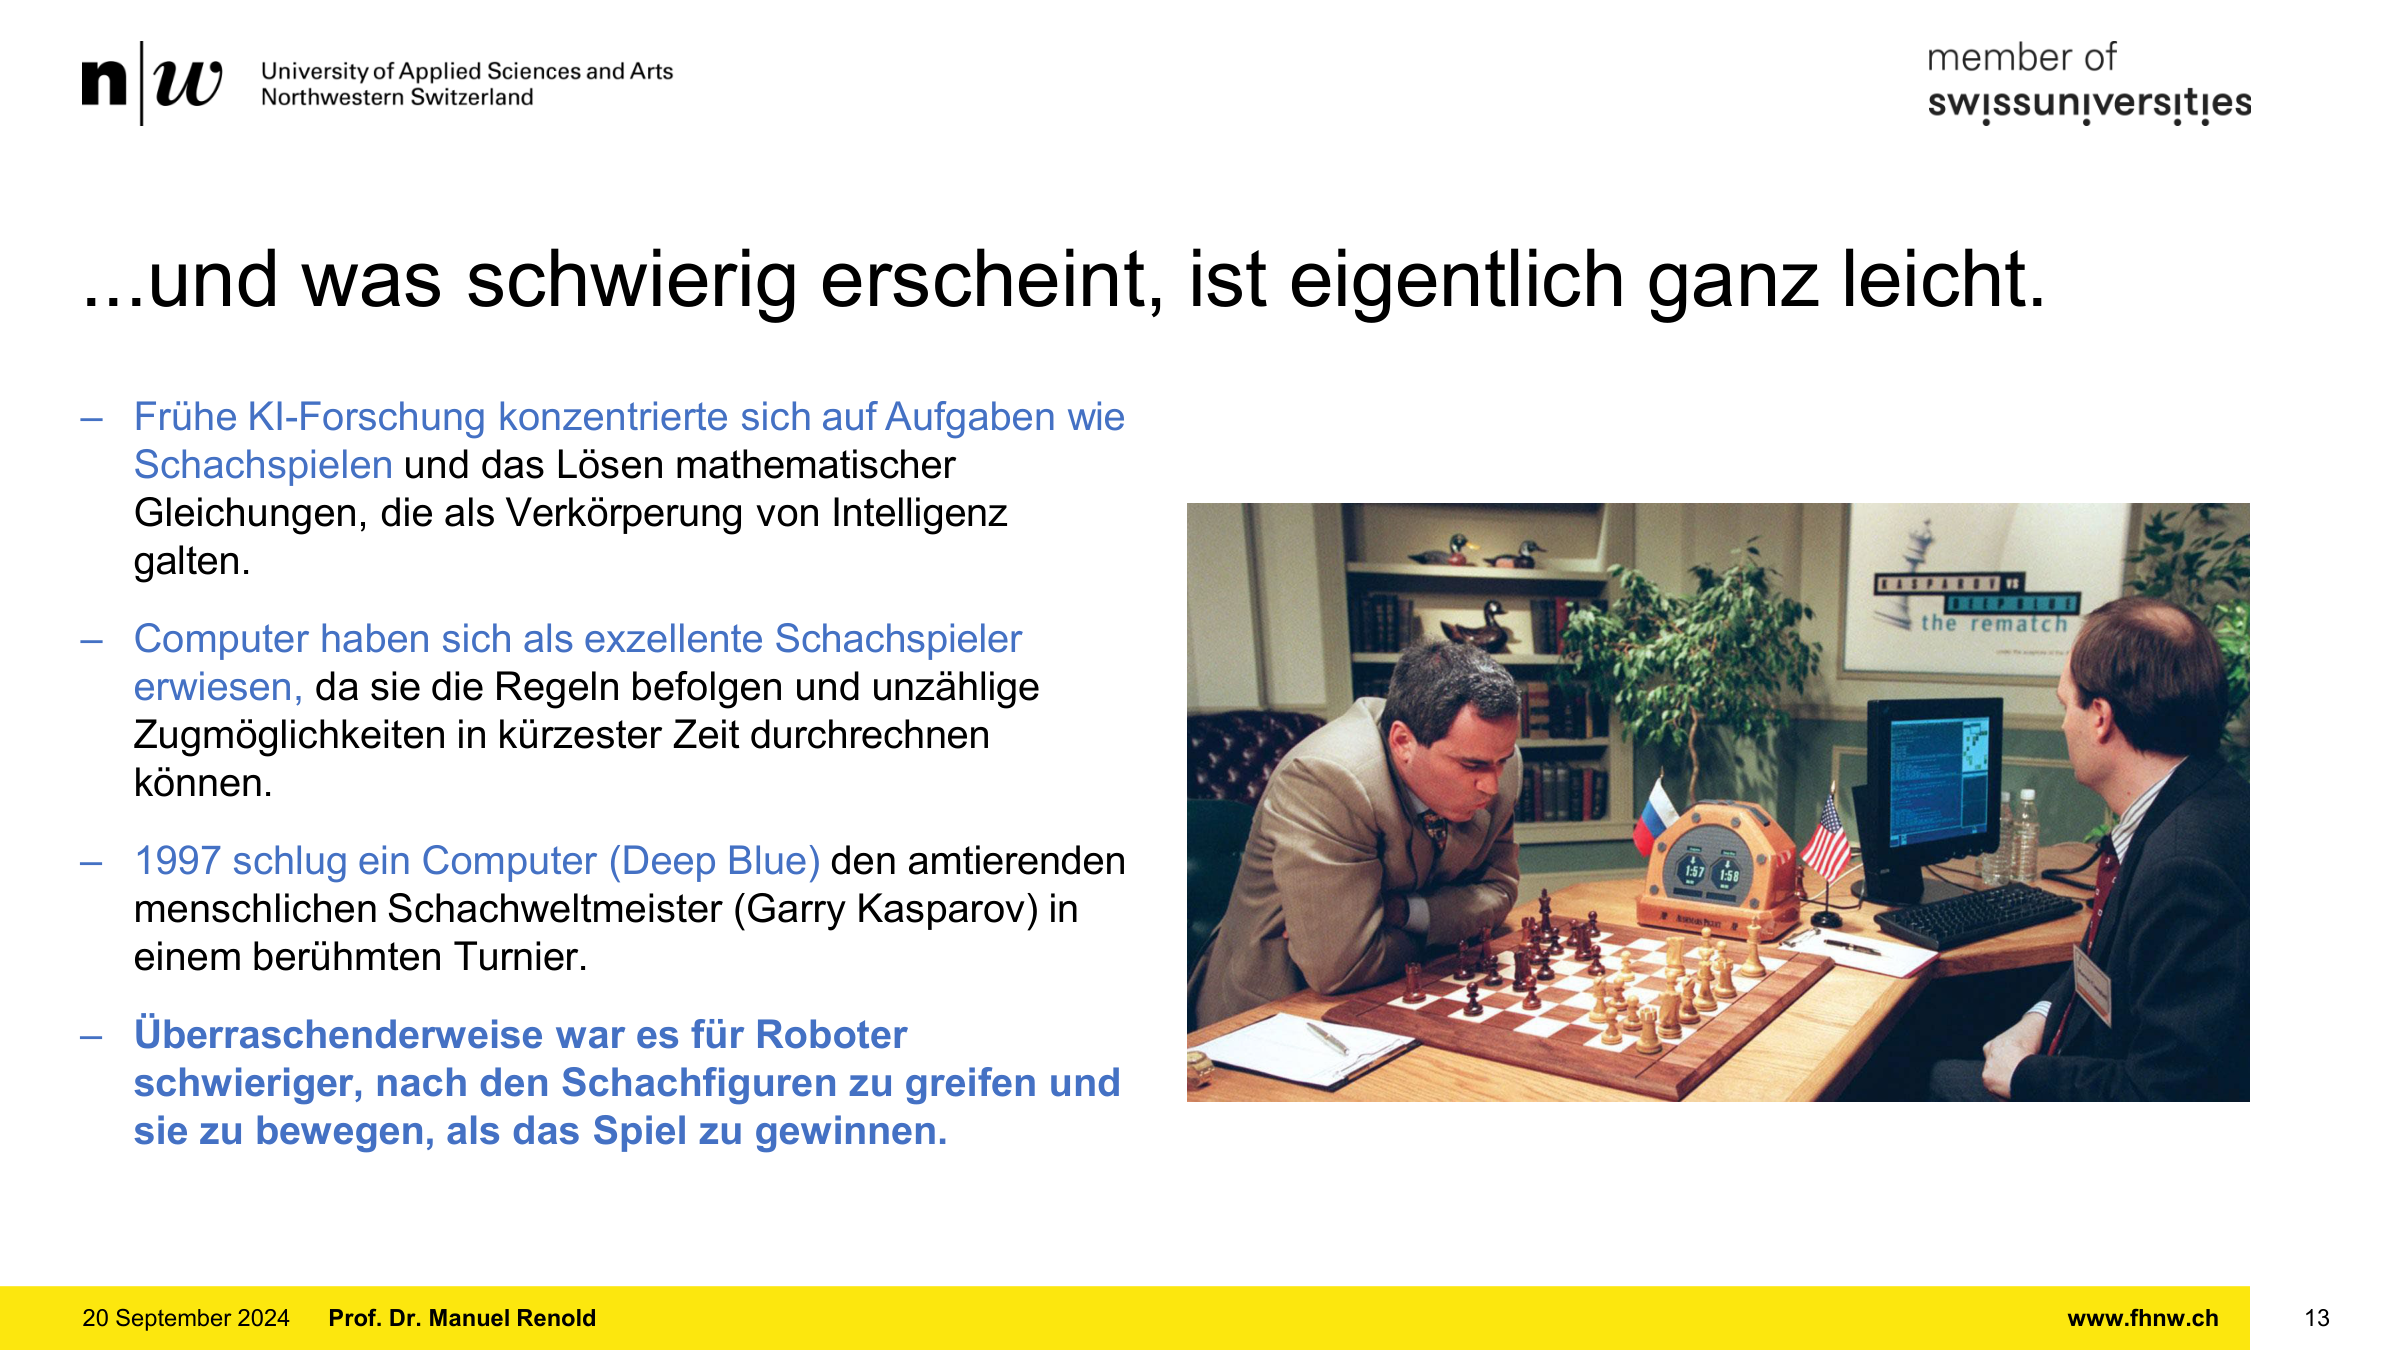 n|w University of Applied Sciences and Arts
Northwestern Switzerland
member of
swissuniversities
...und was schwierig erscheint, ist eigentlich ganz leicht.
– Frühe KI-Forschung konzentrierte sich auf Aufgaben wie
Schachspielen und das Lösen mathematischer
Gleichungen, die als Verkörperung von Intelligenz
galten.
– Computer haben sich als exzellente Schachspieler
erwiesen, da sie die Regeln befolgen und unzählige
Zugmöglichkeiten in kürzester Zeit durchrechnen
können.
– 1997 schlug ein Computer (Deep Blue) den amtierenden
menschlichen Schachweltmeister (Garry Kasparov) in
einem berühmten Turnier.
– Überraschenderweise war es für Roboter
schwieriger, nach den Schachfiguren zu greifen und
sie zu bewegen, als das Spiel zu gewinnen.
KASPAROV VS
DEEP BLUE
the rematch
1:57 1:58
AUDEMARS PIGUET
20 September 2024 Prof. Dr. Manuel Renold
www.fhnw.ch
13